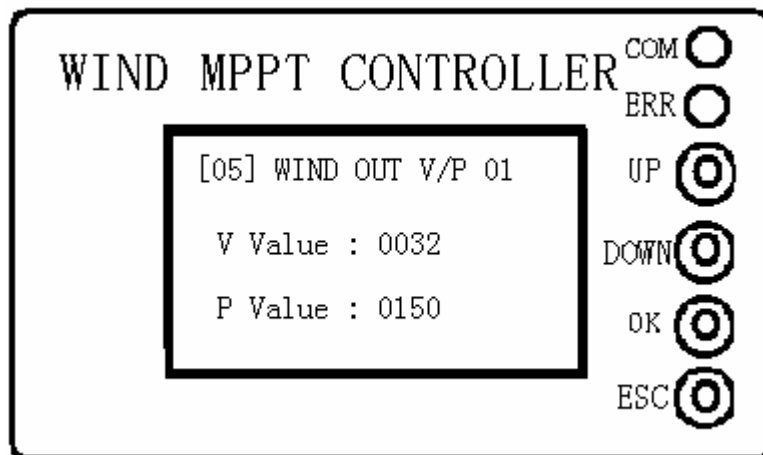 WIND MPPT CONTROLLER
COM
ERR
[05] WIND OUT V/P 01
UP
V Value : 0032
DOWN
P Value : 0150
OK
ESC